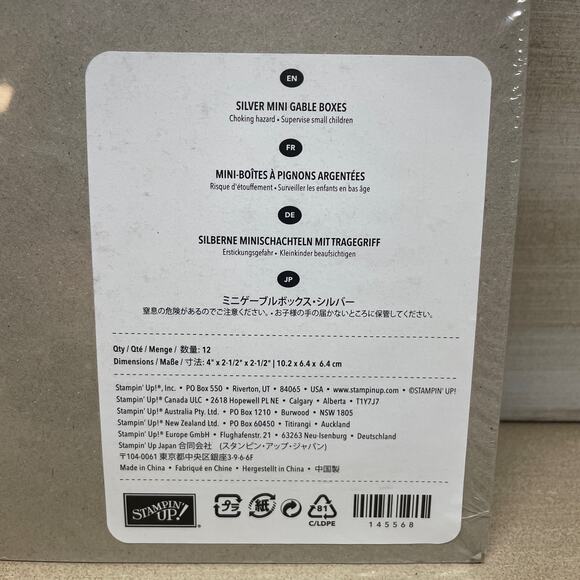 EN
SILVER MINI GABLE BOXES
Choking hazard • Supervise small children
FR
MINI-BOÎTES À PIGNONS ARGENTÉES
Risque d'étouffement • Surveiller les enfants en bas âge
DE
SILBERNE MINISCHACHTELN MIT TRAGEGRIFF
Erstickungsgefahr • Kleinkinder beaufsichtigen
JP
ミニゲーブルボックス・シルバー
窒息の危険があるのでご注意ください。• お子様の手の届かないところに保管してください。
Qty / Qté / Menge / 数量: 12
Dimensions / Maße / 寸法: 4" x 2-1/2" x 2-1/2" | 10.2 x 6.4 x 6.4 cm
Stampin' Up!®, Inc. • PO Box 550 • Riverton, UT • 84065 • USA • www.stampinup.com • ©STAMPIN' UP!
Stampin' Up!® Canada ULC • 2618 Hopewell PL NE • Calgary • Alberta • T1Y7J7
Stampin' Up!® Australia Pty. Ltd. • PO Box 1210 • Burwood • NSW 1805
Stampin' Up!® New Zealand Ltd. • PO Box 60450 • Titirangi • Auckland
Stampin' Up!® Europe GmbH • Flughafenstr. 21 • 63263 Neu-Isenburg • Deutschland
Stampin' Up Japan 合同会社 (スタンピン・アップ・ジャパン)
〒104-0061 東京都中央区銀座3-9-6-6F
Made in China • Fabriqué en Chine • Hergestellt in China • 中国製
STAMPIN' UP!
プラ
紙
81
C/LDPE
145568